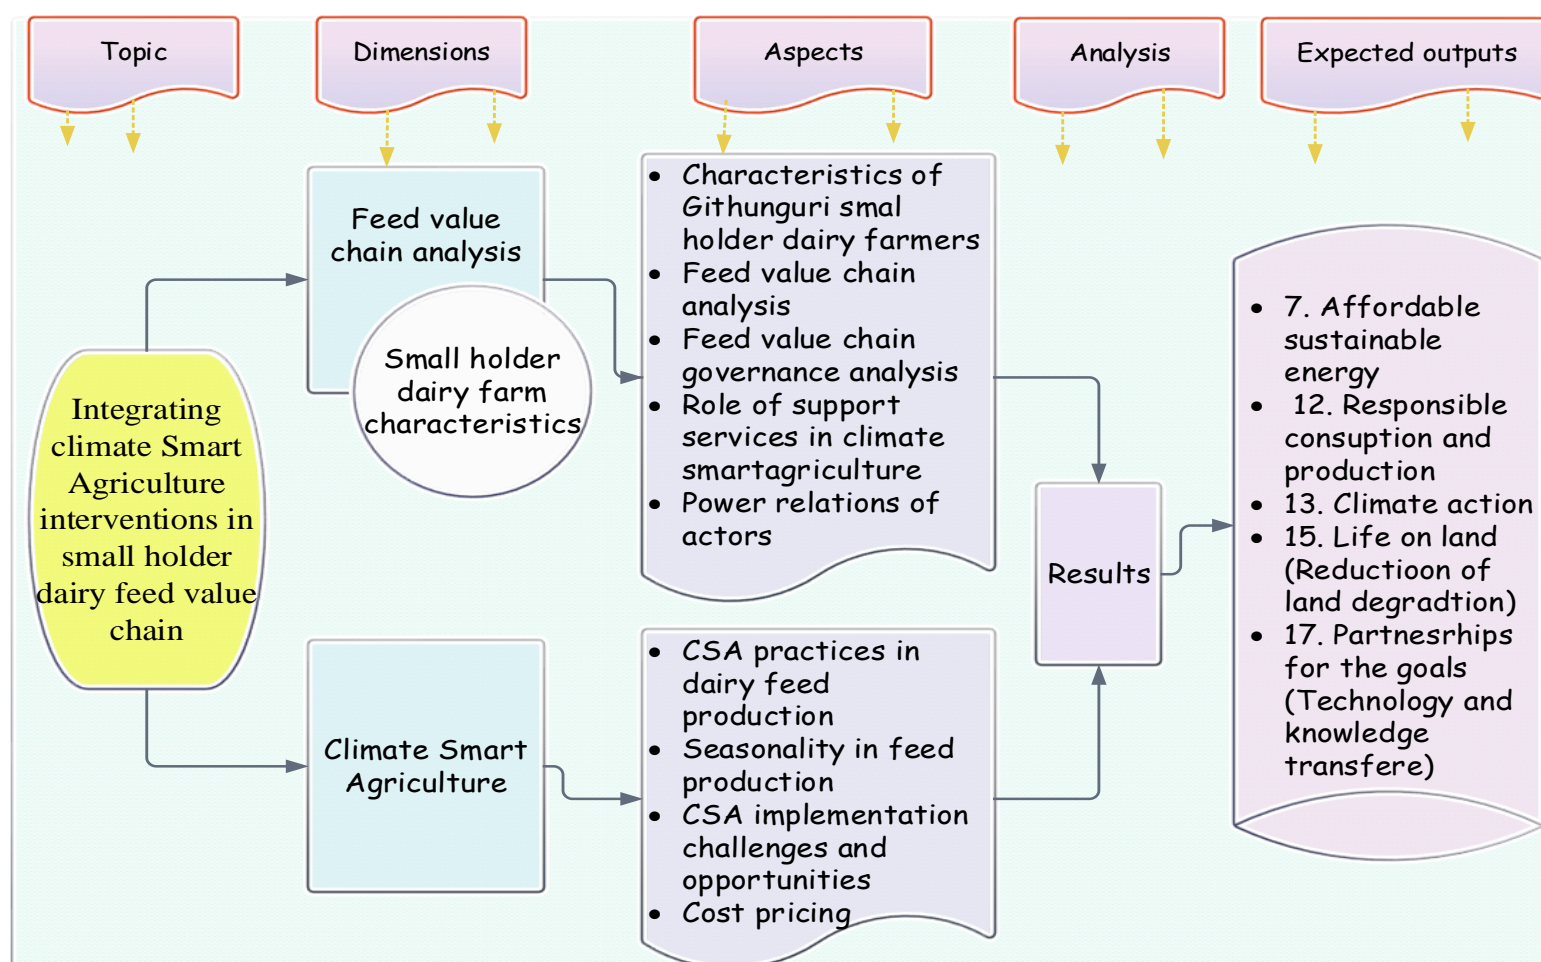 Topic
Dimensions
Aspects
Analysis
Expected outputs
Integrating
climate Smart
Agriculture
interventions in
small holder
dairy feed value
chain
Feed value
chain analysis
Small holder
dairy farm
characteristics
Climate Smart
Agriculture
• Characteristics of
Githunguri smal
holder dairy farmers
• Feed value chain
analysis
• Feed value chain
governance analysis
• Role of support
services in climate
smartagriculture
• Power relations of
actors
• CSA practices in
dairy feed
production
• Seasonality in feed
production
• CSA implementation
challenges and
opportunities
• Cost pricing
Results
• 7. Affordable
sustainable
energy
• 12. Responsible
consuption and
production
• 13. Climate action
• 15. Life on land
(Reductioon of
land degradtion)
• 17. Partnesrhips
for the goals
(Technology and
knowledge
transfere)